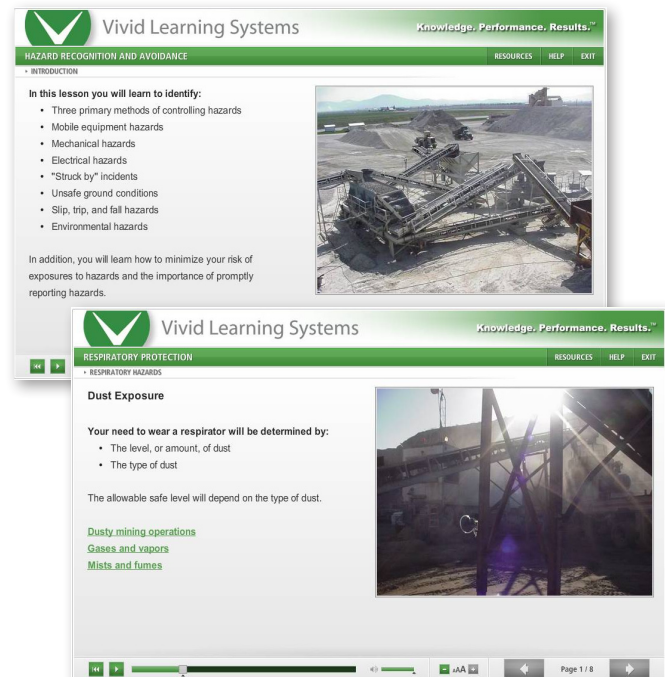 Vivid Learning Systems
Knowledge. Performance. Results.™
HAZARD RECOGNITION AND AVOIDANCE
RESOURCES HELP EXIT
INTRODUCTION
In this lesson you will learn to identify:
• Three primary methods of controlling hazards
• Mobile equipment hazards
• Mechanical hazards
• Electrical hazards
• "Struck by" incidents
• Unsafe ground conditions
• Slip, trip, and fall hazards
• Environmental hazards
In addition, you will learn how to minimize your risk of
exposures to hazards and the importance of promptly
reporting hazards.
Vivid Learning Systems
Knowledge. Performance. Results.™
RESPIRATORY PROTECTION
RESOURCES HELP EXIT
RESPIRATORY HAZARDS
Dust Exposure
Your need to wear a respirator will be determined by:
• The level, or amount, of dust
• The type of dust
The allowable safe level will depend on the type of dust.
Dusty mining operations
Gases and vapors
Mists and fumes
AAA
Page 1 / 8